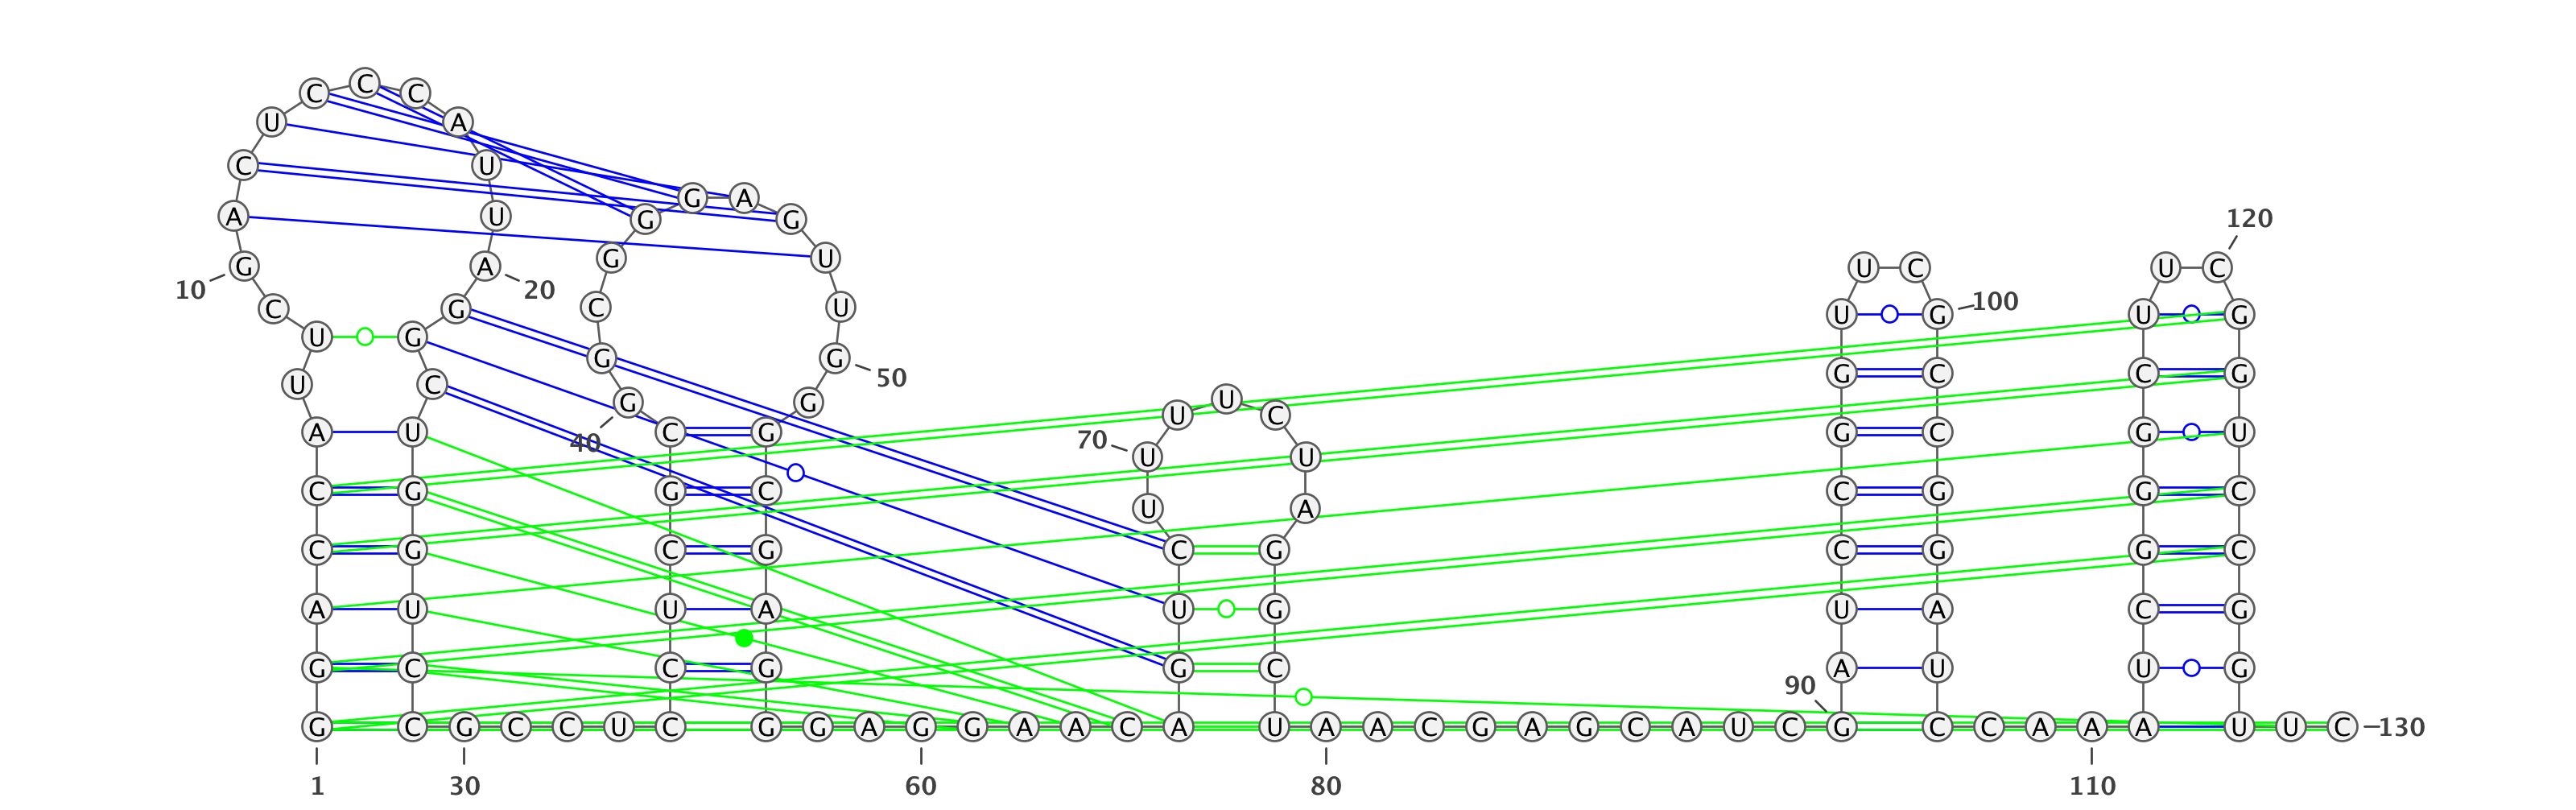 C C C
U A
C U
A U
120
G G A G
10 G A 20
G U
U C U C
C G C U
U G U G 100 U G
G G 50
U C G C C G
U C G U
40 C G U U C
A U C G 70 U U G C G U
C G G C C G G C
U A
C G C G C G C G G C
A U U A U G U A C G
90
G C C G G C A U U G
G C G C C U C G G A G G A A C A U A A C G A G C A U C G C C A A A U U C 130
1 30 60 80 110